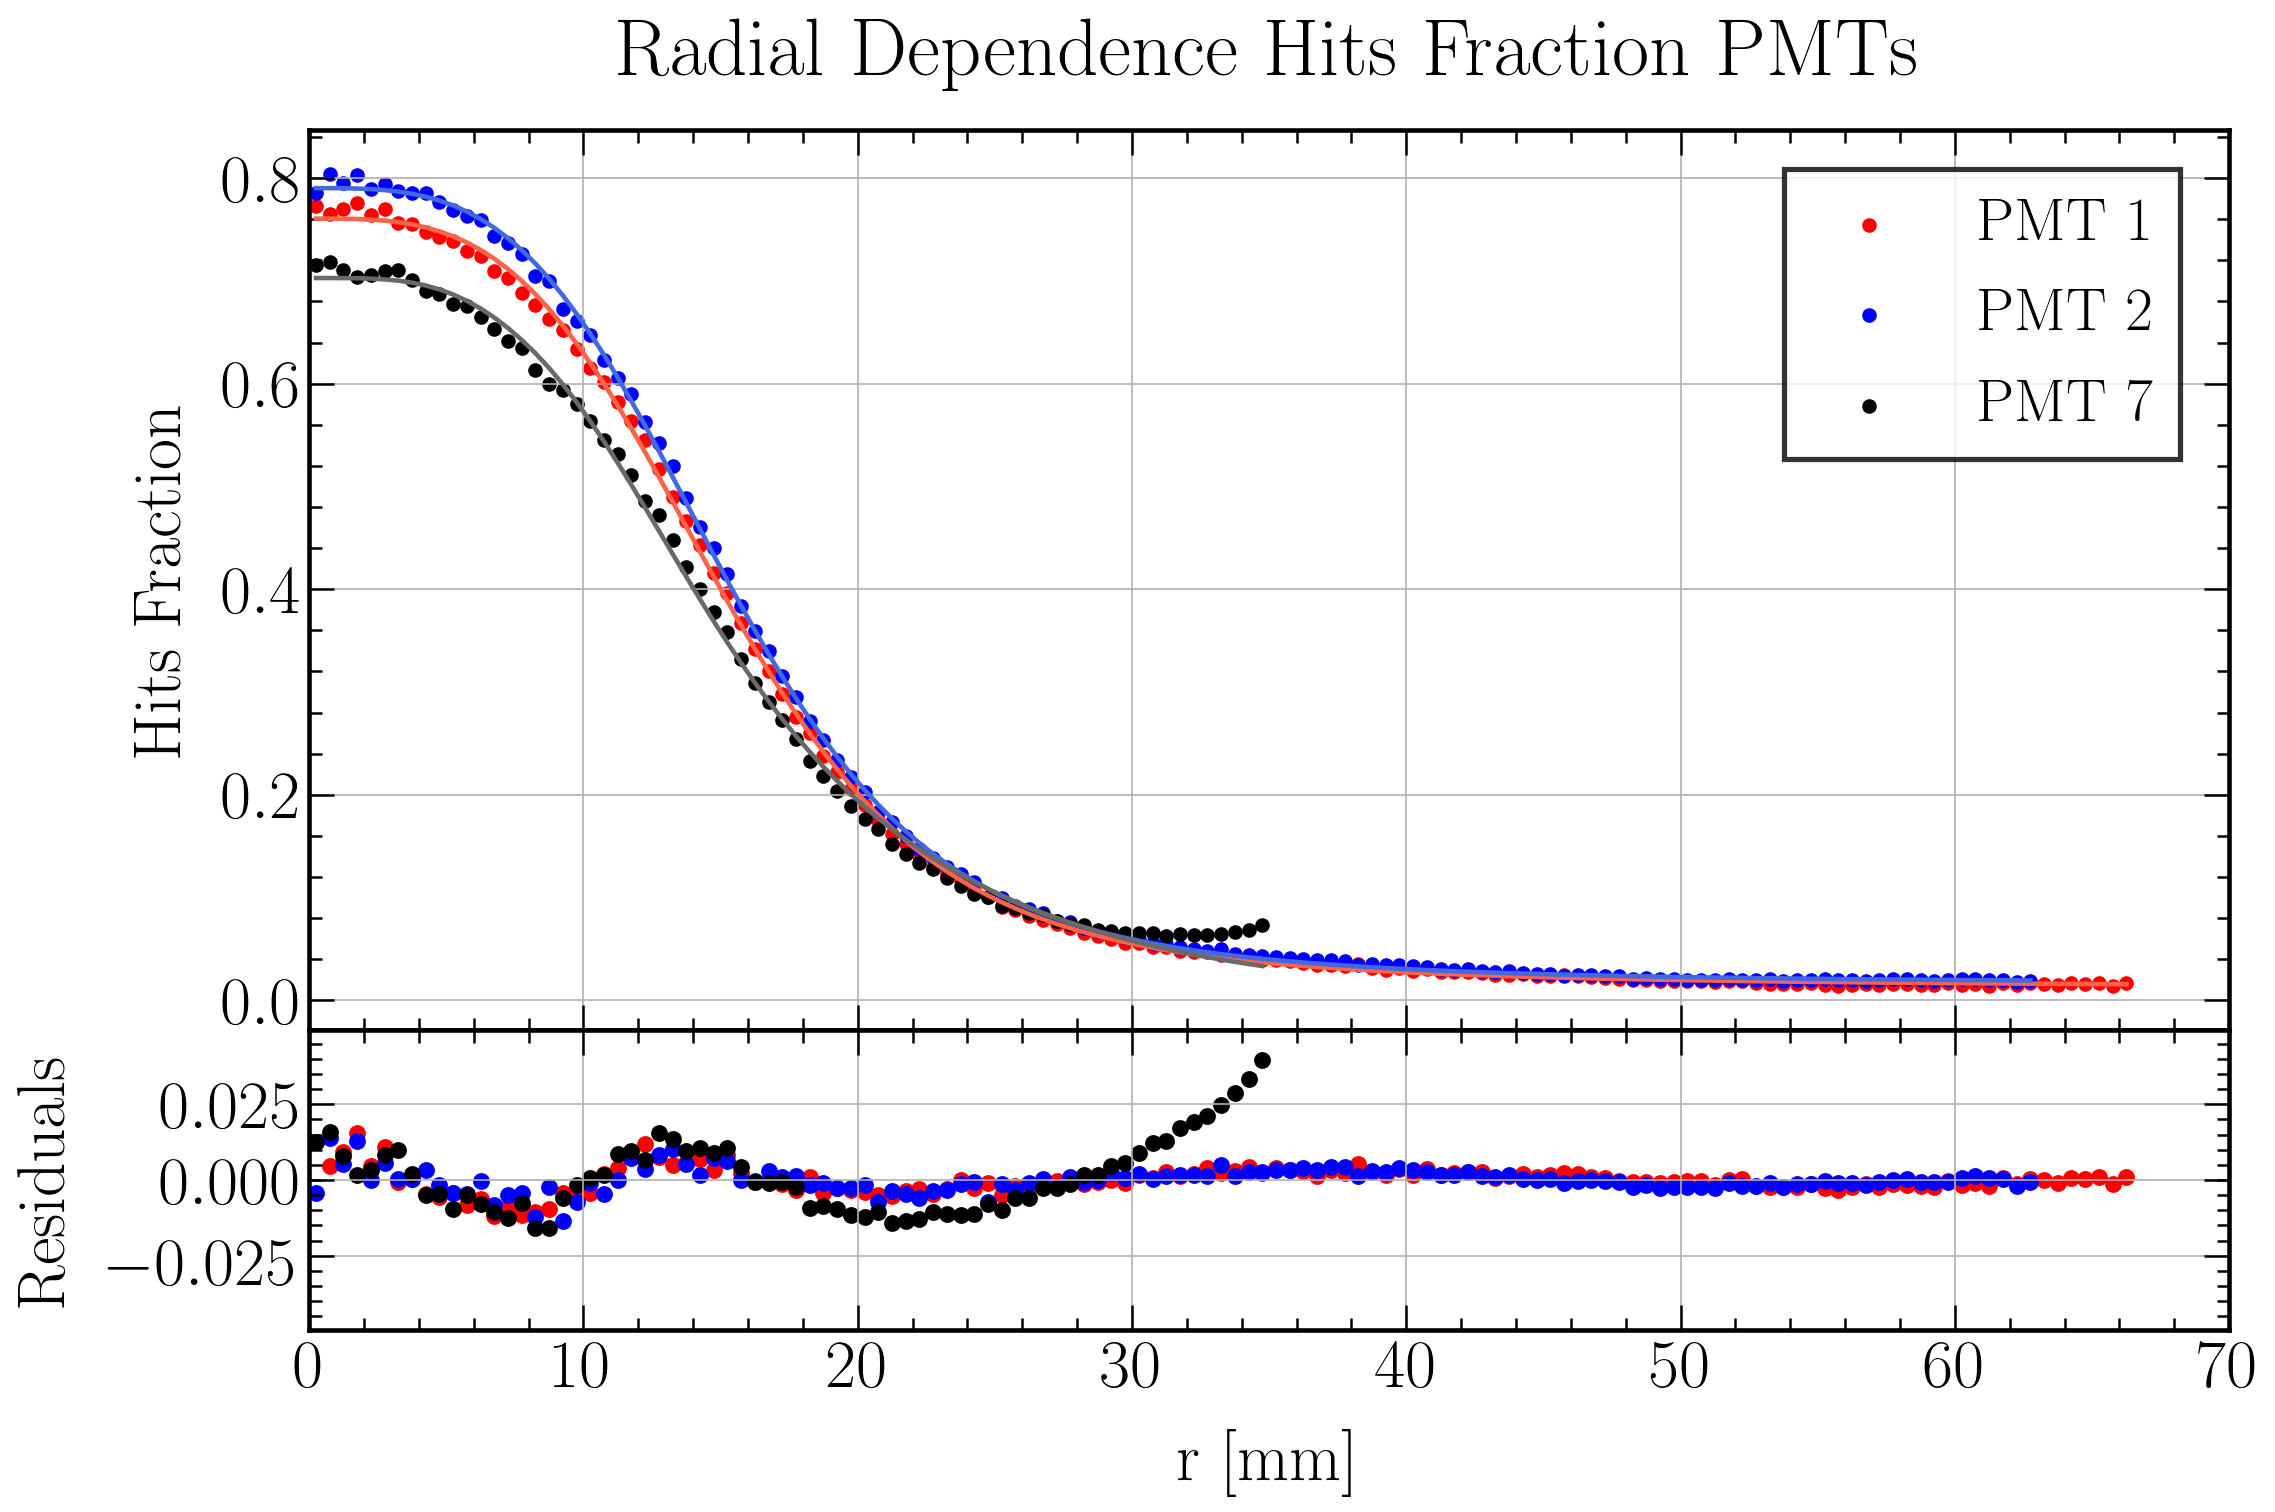 Radial Dependence Hits Fraction PMTs
0.8
0.6
0.4
0.2
0.0
Hits Fraction
PMT 1
PMT 2
PMT 7
0.025
0.000
−0.025
Residuals
0 10 20 30 40 50 60 70
r [mm]